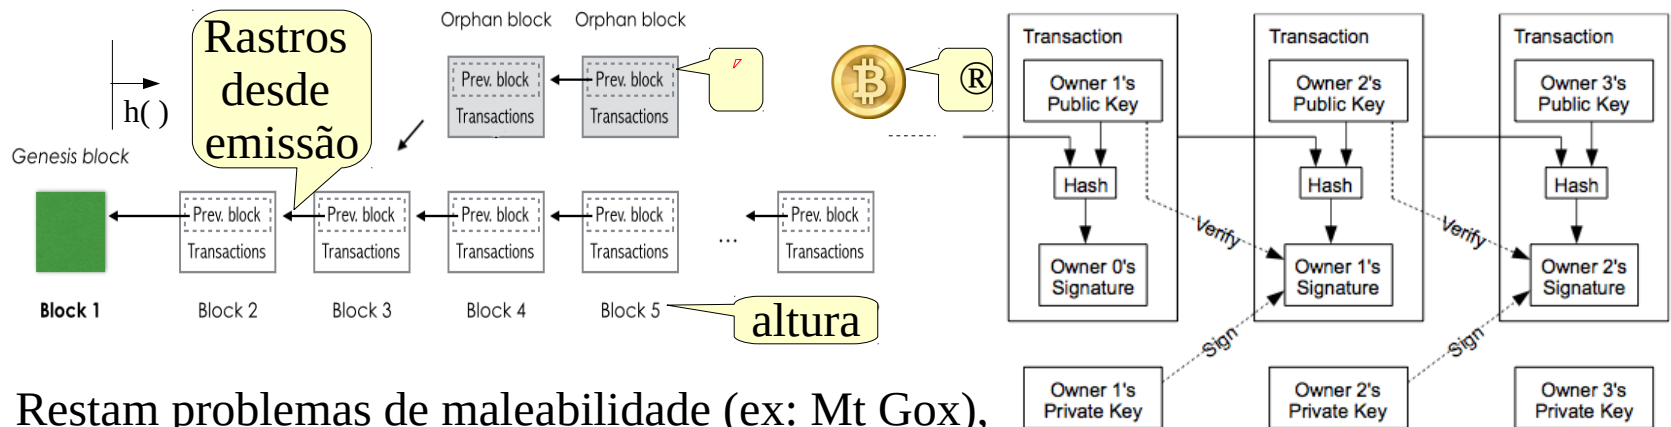 Orphan block Orphan block
Rastros
desde
emissão
h( )
Prev. block
Transactions
Prev. block
Transactions
®
Genesis block
Prev. block
Transactions
Prev. block
Transactions
Prev. block
Transactions
Prev. block
Transactions
...
Prev. block
Transactions
Block 1 Block 2 Block 3 Block 4 Block 5
altura
Restam problemas de maleabilidade (ex: Mt Gox),
Transaction
Owner 1's
Public Key
Hash
Owner 0's
Signature
Transaction
Owner 2's
Public Key
Hash
Verify
Owner 1's
Signature
Transaction
Owner 3's
Public Key
Hash
Verify
Owner 2's
Signature
Sign
Sign
Owner 1's
Private Key
Owner 2's
Private Key
Owner 3's
Private Key